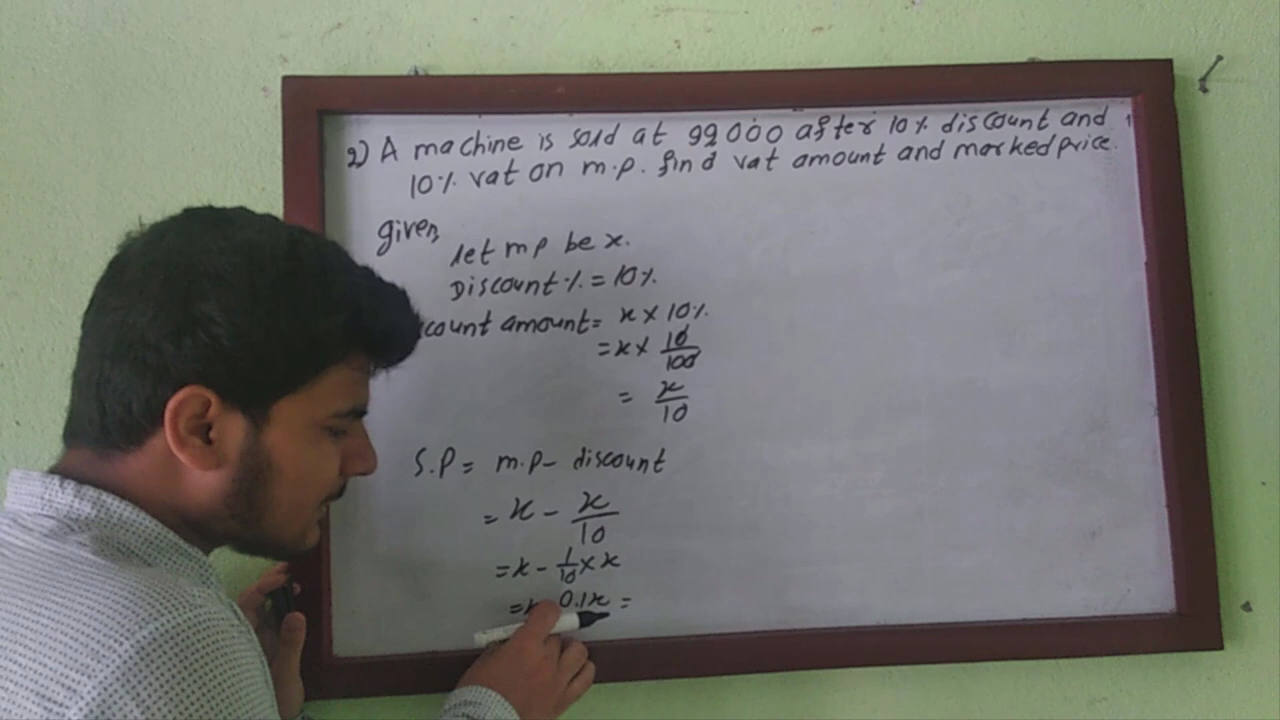 2) A machine is sold at 99000 after 10% discount and
10% vat on m.p. find vat amount and marked price.
given
let mp be x.
Discount % = 10%.
count amount = x × 10%.
= x × 10/100
= x/10
S.P = m.p - discount
= x - x/10
= x - 1/10 × x
= 0.1x =